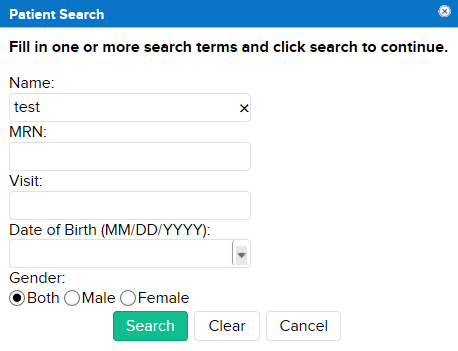 Patient Search
Fill in one or more search terms and click search to continue.
Name:
test
MRN:
Visit:
Date of Birth (MM/DD/YYYY):
Gender:
Both Male Female
Search Clear Cancel